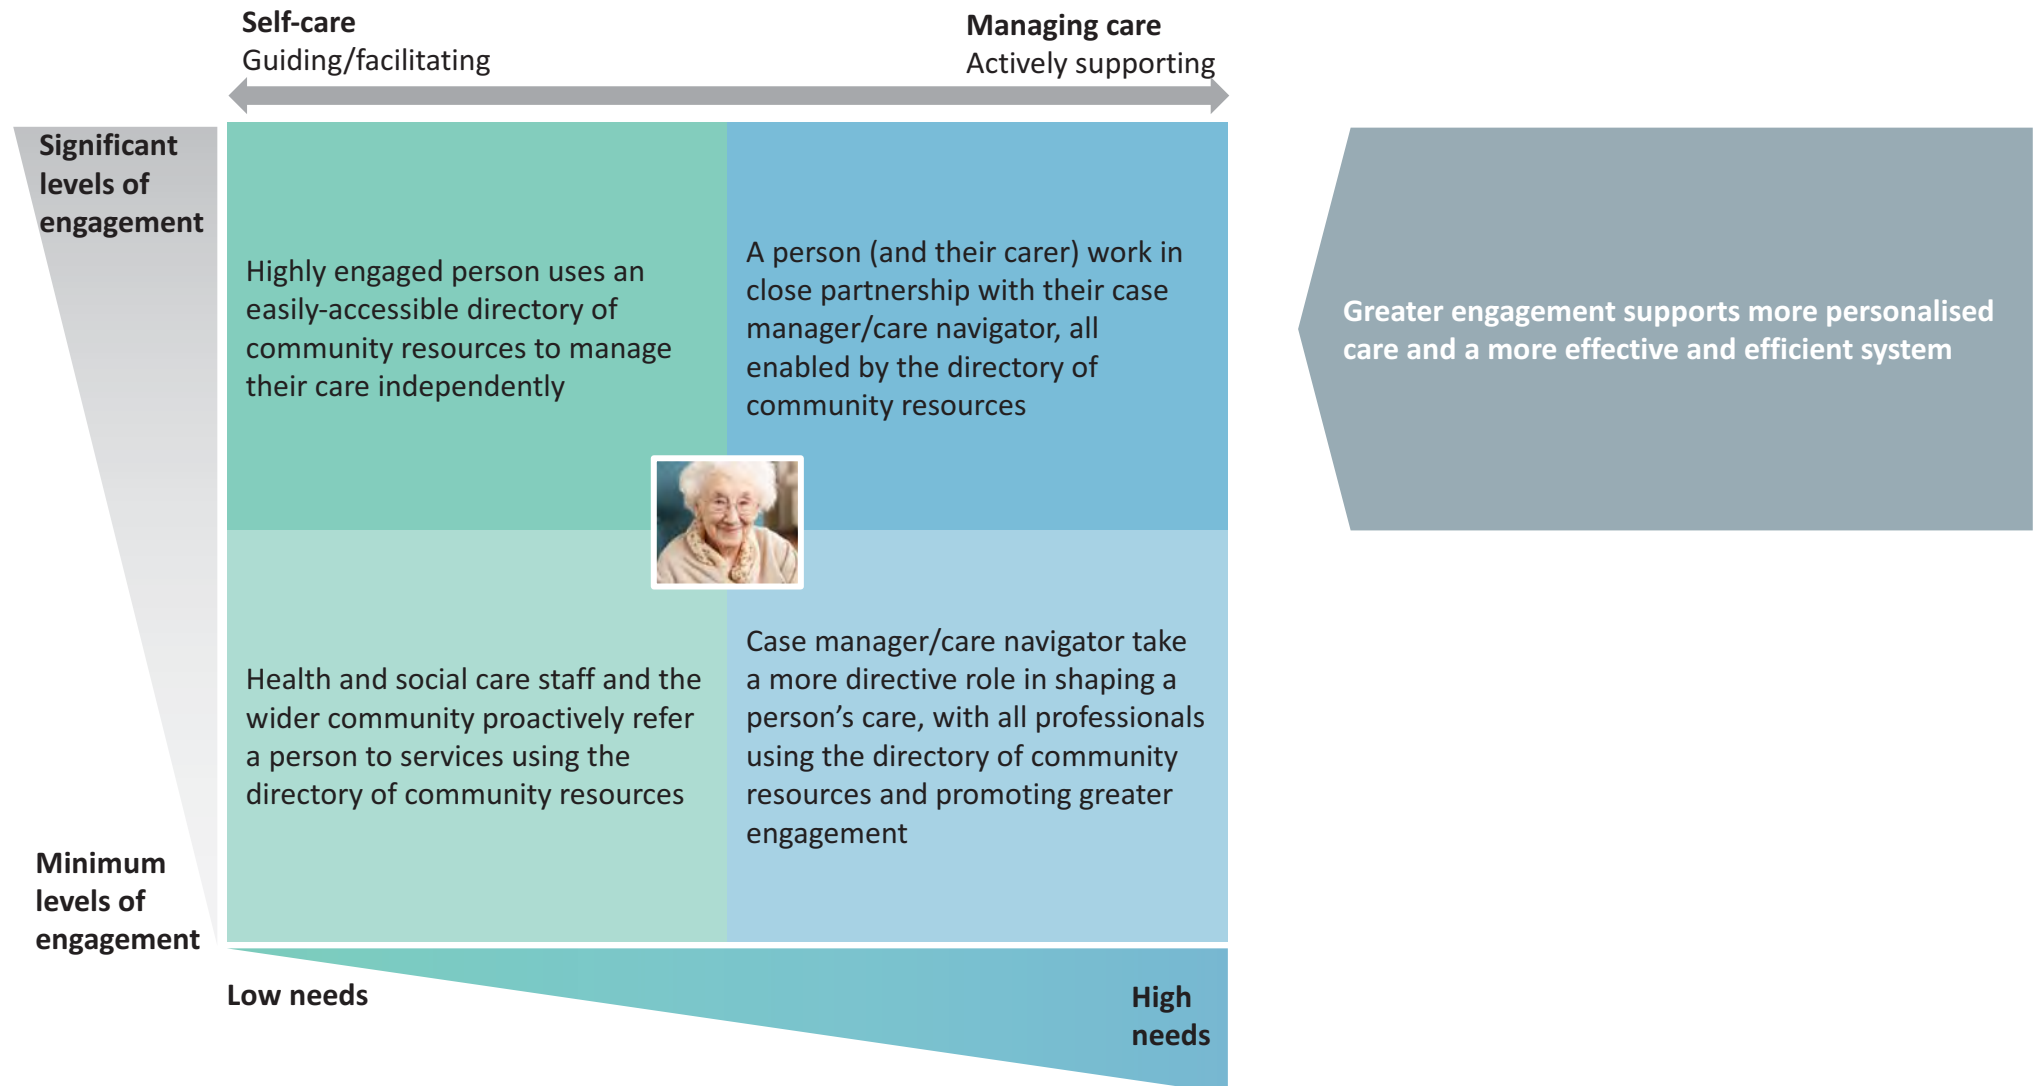 Self-care
Guiding/facilitating
Managing care
Actively supporting
Significant
levels of
engagement
Highly engaged person uses an
easily-accessible directory of
community resources to manage
their care independently
A person (and their carer) work in
close partnership with their case
manager/care navigator, all
enabled by the directory of
community resources
Greater engagement supports more personalised
care and a more effective and efficient system
Health and social care staff and the
wider community proactively refer
a person to services using the
directory of community resources
Case manager/care navigator take
a more directive role in shaping a
person’s care, with all professionals
using the directory of community
resources and promoting greater
engagement
Minimum
levels of
engagement
Low needs
High
needs